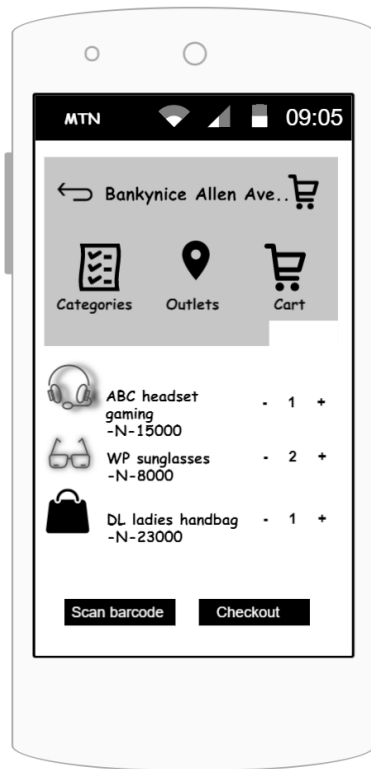 MTN 09:05
Bankynice Allen Ave..
Categories Outlets Cart
ABC headset
gaming
-N-15000
- 1 +
WP sunglasses
-N-8000
- 2 +
DL ladies handbag
-N-23000
- 1 +
Scan barcode Checkout